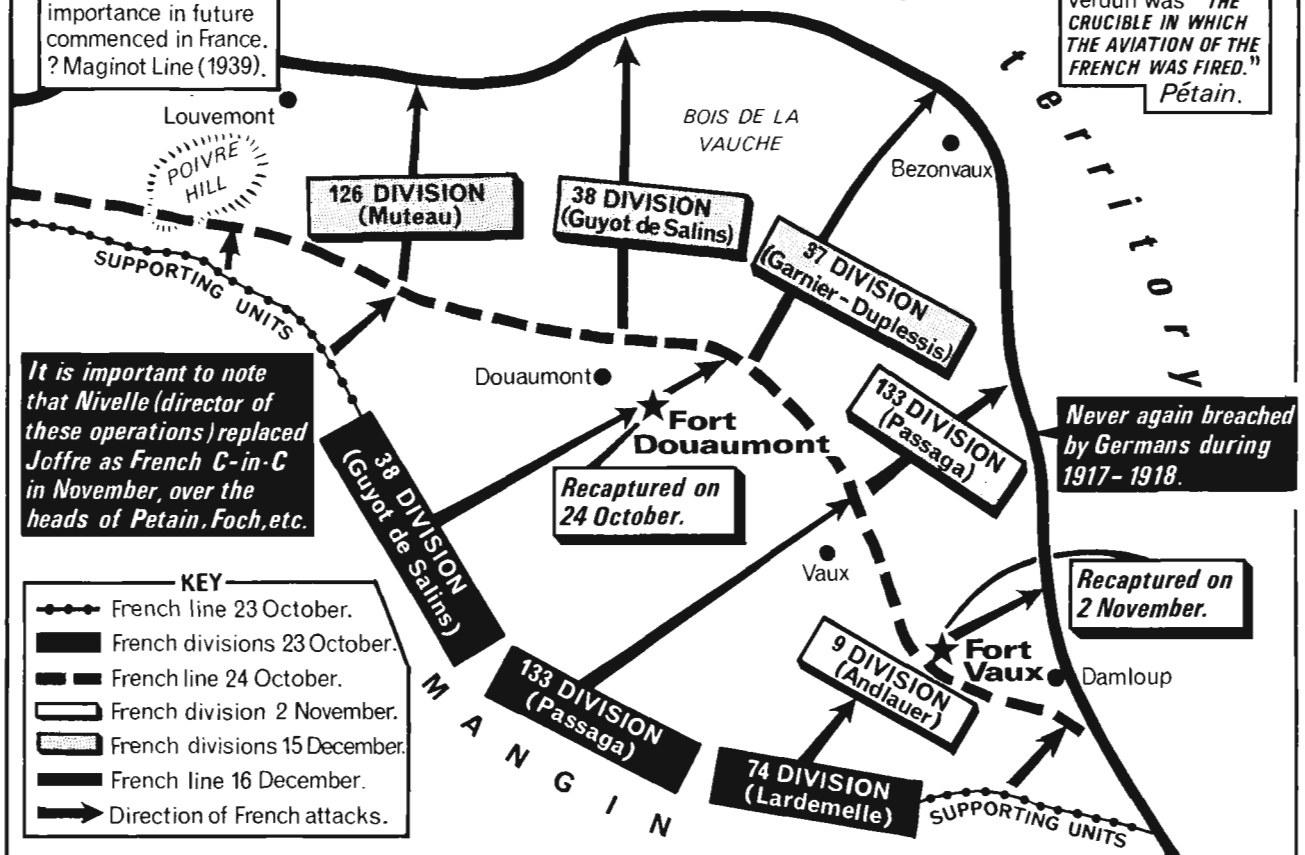 importance in future
commenced in France.
? Maginot Line (1939).
Verdun was "THE
CRUCIBLE IN WHICH
THE AVIATION OF THE
FRENCH WAS FIRED."
Pétain.
territory
Louvemont
POIVRE
HILL
BOIS DE LA
VAUCHE
Bezonvaux
126 DIVISION
(Muteau)
38 DIVISION
(Guyot de Salins)
37 DIVISION
(Garnier-Duplessis)
SUPPORTING UNITS
It is important to note
that Nivelle (director of
these operations) replaced
Joffre as French C-in-C
in November, over the
heads of Petain, Foch, etc.
Douaumont
Fort
Douaumont
Recaptured on
24 October.
133 DIVISION
(Passaga)
Never again breached
by Germans during
1917-1918.
38 DIVISION
(Guyot de Salins)
Vaux
Recaptured on
2 November.
9 DIVISION
(Andlauer)
Fort
Vaux
Damloup
133 DIVISION
(Passaga)
74 DIVISION
(Lardemelle)
SUPPORTING UNITS
MANGIN
KEY
French line 23 October.
French divisions 23 October.
French line 24 October.
French division 2 November.
French divisions 15 December.
French line 16 December.
Direction of French attacks.